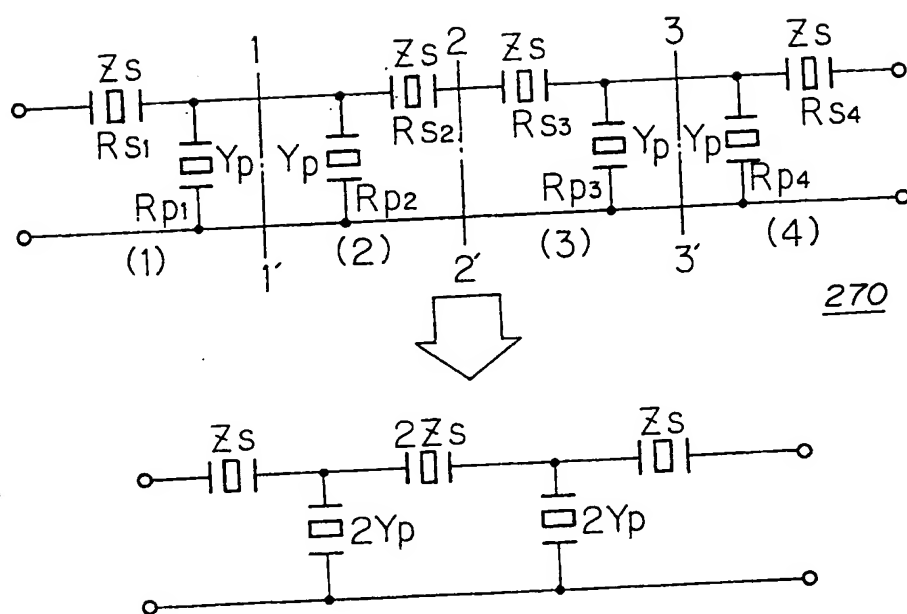 1
2
3
Zs
Zs
Zs
Zs
Rs1
Yp
Yp
Rs2
Rs3
Yp
Yp
Rs4
Rp1
Rp2
Rp3
Rp4
(1)
(2)
(3)
(4)
1'
2'
3'
270
Zs
2Zs
Zs
2Yp
2Yp